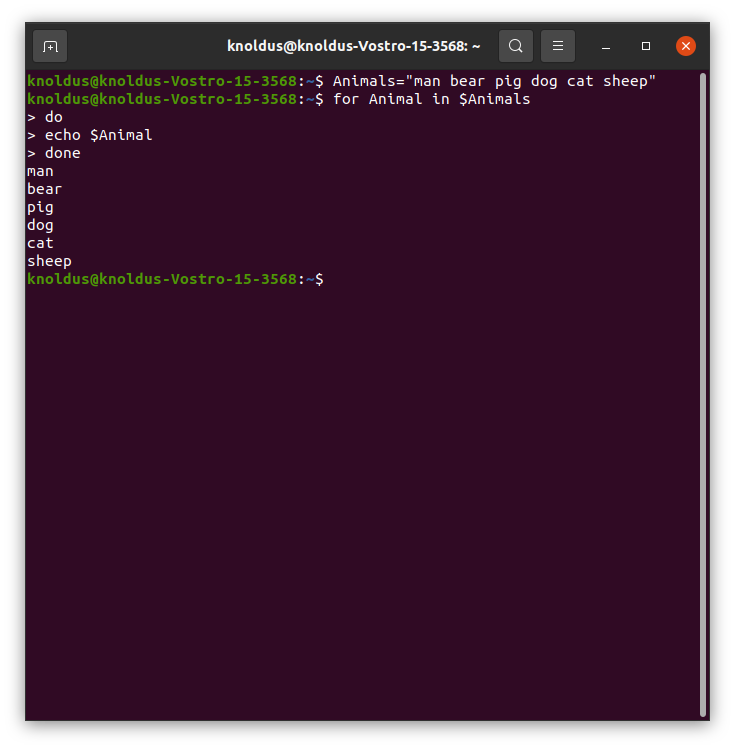 knoldus@knoldus-Vostro-15-3568: ~
knoldus@knoldus-Vostro-15-3568:~$ Animals="man bear pig dog cat sheep"
knoldus@knoldus-Vostro-15-3568:~$ for Animal in $Animals
> do
> echo $Animal
> done
man
bear
pig
dog
cat
sheep
knoldus@knoldus-Vostro-15-3568:~$